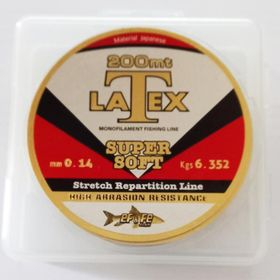 Material Japanese
200mt
LATEX
MONOFILAMENT FISHING LINE
SUPER
SOFT
mm 0.14
Kgs 6.352
Stretch Repartition Line
HIGH ABRASION RESISTANCE
EFEFE